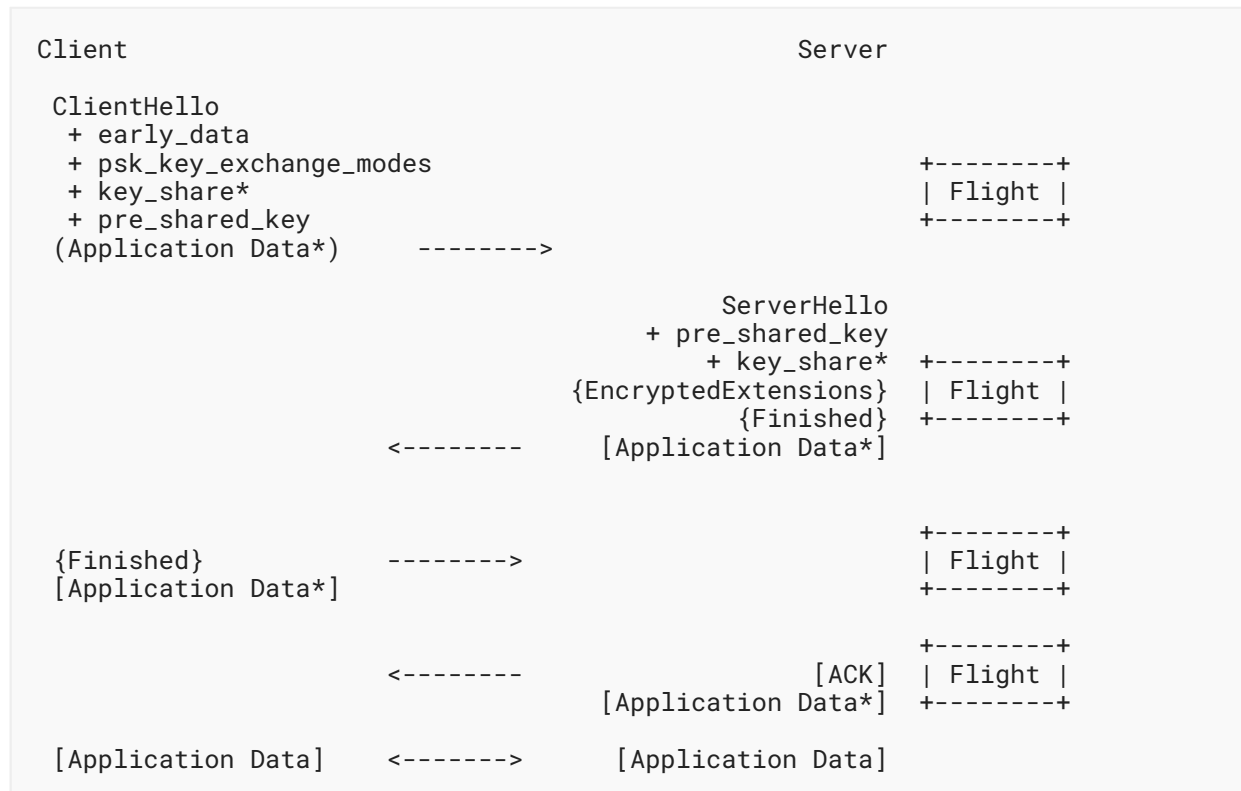 Client                                            Server

 ClientHello
  + early_data
  + psk_key_exchange_modes                                +--------+
  + key_share*                                            | Flight |
  + pre_shared_key                                        +--------+
 (Application Data*)     -------->

                                             ServerHello
                                        + pre_shared_key
                                            + key_share*  +--------+
                                   {EncryptedExtensions}  | Flight |
                                              {Finished}  +--------+
                       <--------     [Application Data*]

                                                          +--------+
 {Finished}            -------->                          | Flight |
 [Application Data*]                                      +--------+

                                                          +--------+
                       <--------                   [ACK]  | Flight |
                                     [Application Data*]  +--------+

 [Application Data]    <------->      [Application Data]